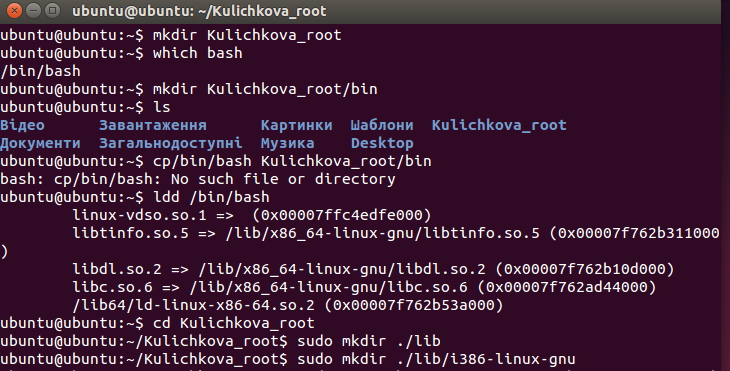 ubuntu@ubuntu: ~/Kulichkova_root
ubuntu@ubuntu:~$ mkdir Kulichkova_root
ubuntu@ubuntu:~$ which bash
/bin/bash
ubuntu@ubuntu:~$ mkdir Kulichkova_root/bin
ubuntu@ubuntu:~$ ls
Відео      Завантаження      Картинки  Шаблони  Kulichkova_root
Документи  Загальнодоступні  Музика    Desktop
ubuntu@ubuntu:~$ cp/bin/bash Kulichkova_root/bin
bash: cp/bin/bash: No such file or directory
ubuntu@ubuntu:~$ ldd /bin/bash
        linux-vdso.so.1 =>  (0x00007ffc4edfe000)
        libtinfo.so.5 => /lib/x86_64-linux-gnu/libtinfo.so.5 (0x00007f762b311000
)
        libdl.so.2 => /lib/x86_64-linux-gnu/libdl.so.2 (0x00007f762b10d000)
        libc.so.6 => /lib/x86_64-linux-gnu/libc.so.6 (0x00007f762ad44000)
        /lib64/ld-linux-x86-64.so.2 (0x00007f762b53a000)
ubuntu@ubuntu:~$ cd Kulichkova_root
ubuntu@ubuntu:~/Kulichkova_root$ sudo mkdir ./lib
ubuntu@ubuntu:~/Kulichkova_root$ sudo mkdir ./lib/i386-linux-gnu